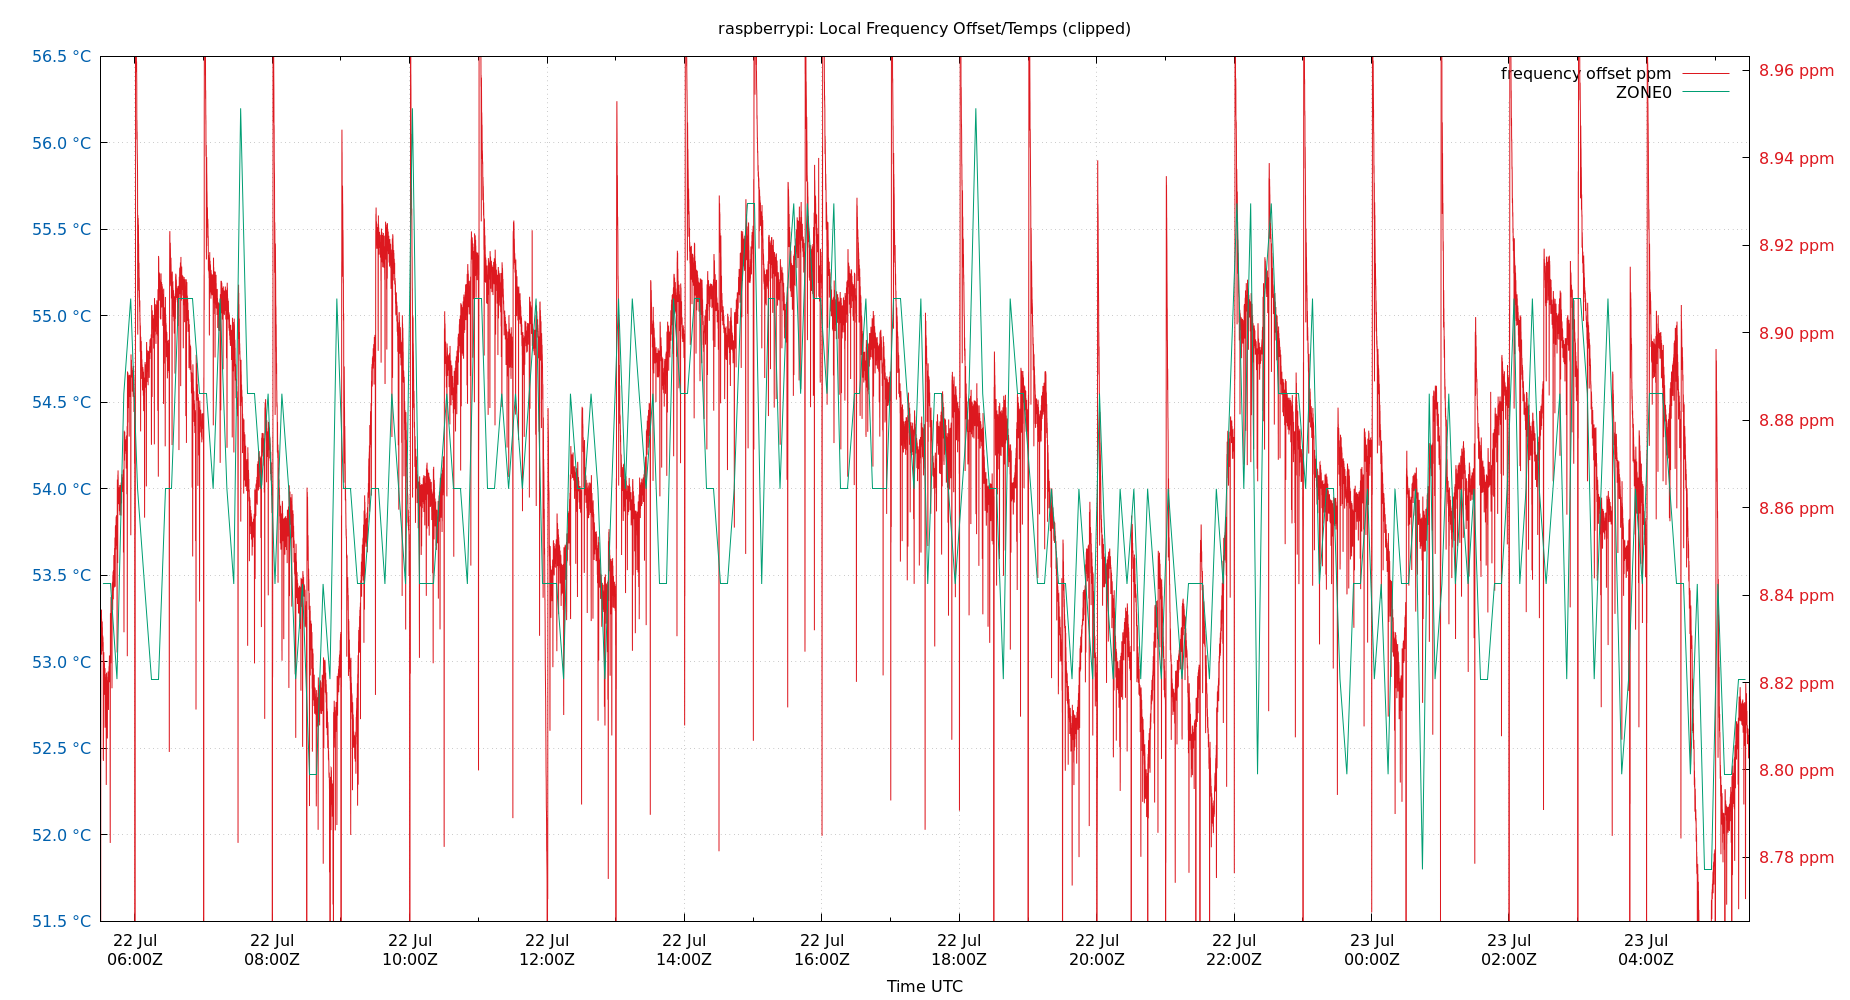 raspberrypi: Local Frequency Offset/Temps (clipped)
56.5 °C
56.0 °C
55.5 °C
55.0 °C
54.5 °C
54.0 °C
53.5 °C
53.0 °C
52.5 °C
52.0 °C
51.5 °C
frequency offset ppm
ZONE0
8.96 ppm
8.94 ppm
8.92 ppm
8.90 ppm
8.88 ppm
8.86 ppm
8.84 ppm
8.82 ppm
8.80 ppm
8.78 ppm
22 Jul 22 Jul 22 Jul 22 Jul 22 Jul 22 Jul 22 Jul 22 Jul 22 Jul 23 Jul 23 Jul 23 Jul
06:00Z 08:00Z 10:00Z 12:00Z 14:00Z 16:00Z 18:00Z 20:00Z 22:00Z 00:00Z 02:00Z 04:00Z
Time UTC